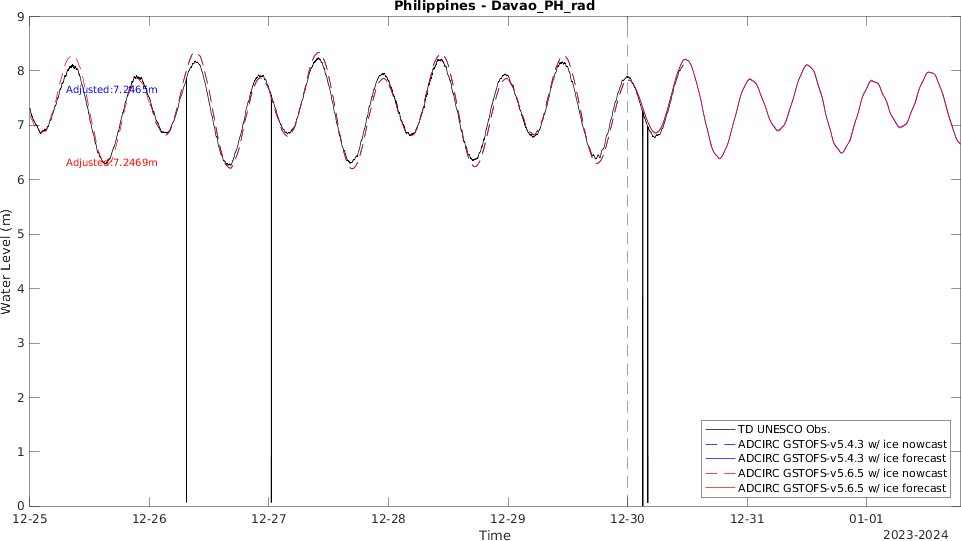 Philippines - Davao_PH_rad
9
8
7
6
5
4
3
2
1
0
Water Level (m)
Adjusted:7.2465m
Adjusted:7.2469m
TD UNESCO Obs.
ADCIRC GSTOFS-v5.4.3 w/ ice nowcast
ADCIRC GSTOFS-v5.4.3 w/ ice forecast
ADCIRC GSTOFS-v5.6.5 w/ ice nowcast
ADCIRC GSTOFS-v5.6.5 w/ ice forecast
12-25 12-26 12-27 12-28 12-29 12-30 12-31 01-01
Time
2023-2024